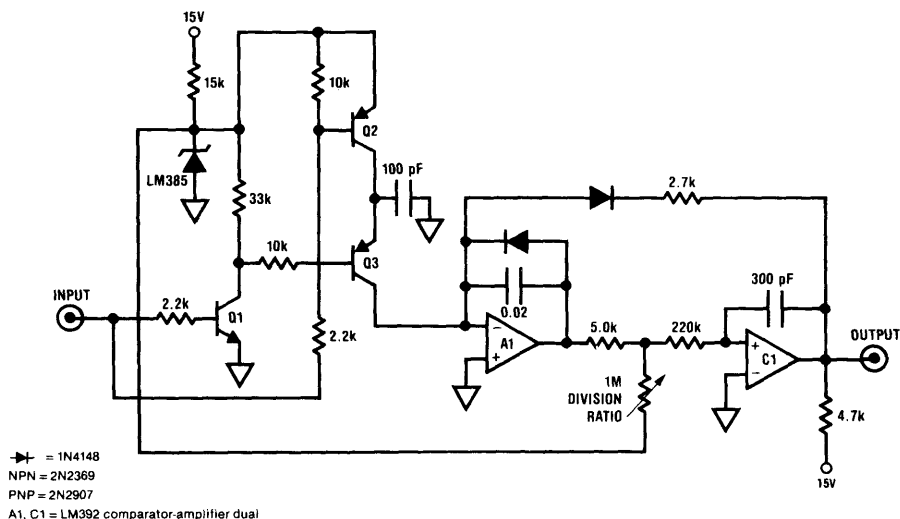 15V
15k
10k
Q2
100 pF
LM385
33k
2.7k
10k
Q3
300 pF
INPUT
2.2k
Q1
0.02
2.2k
−
A1
+
5.0k
220k
+
C1
−
OUTPUT
1M
DIVISION
RATIO
4.7k
15V
= 1N4148
NPN = 2N2369
PNP = 2N2907
A1, C1 = LM392 comparator-amplifier dual